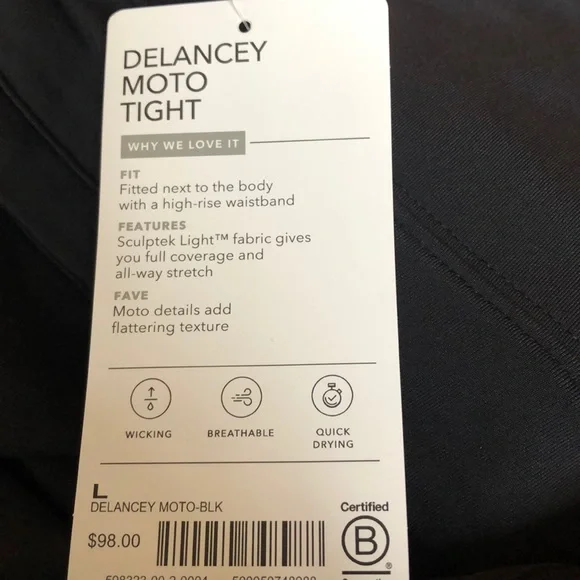 DELANCEY
MOTO
TIGHT
WHY WE LOVE IT
FIT
Fitted next to the body
with a high-rise waistband
FEATURES
Sculptek Light™ fabric gives
you full coverage and
all-way stretch
FAVE
Moto details add
flattering texture
WICKING
BREATHABLE
QUICK
DRYING
L
DELANCEY MOTO-BLK
$98.00
Certified
B
®